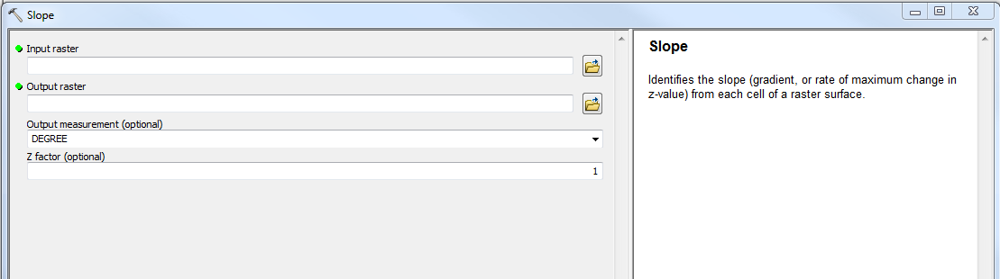 Slope
Input raster
Output raster
Output measurement (optional)
DEGREE
Z factor (optional)
1
Slope
Identifies the slope (gradient, or rate of maximum change in
z-value) from each cell of a raster surface.